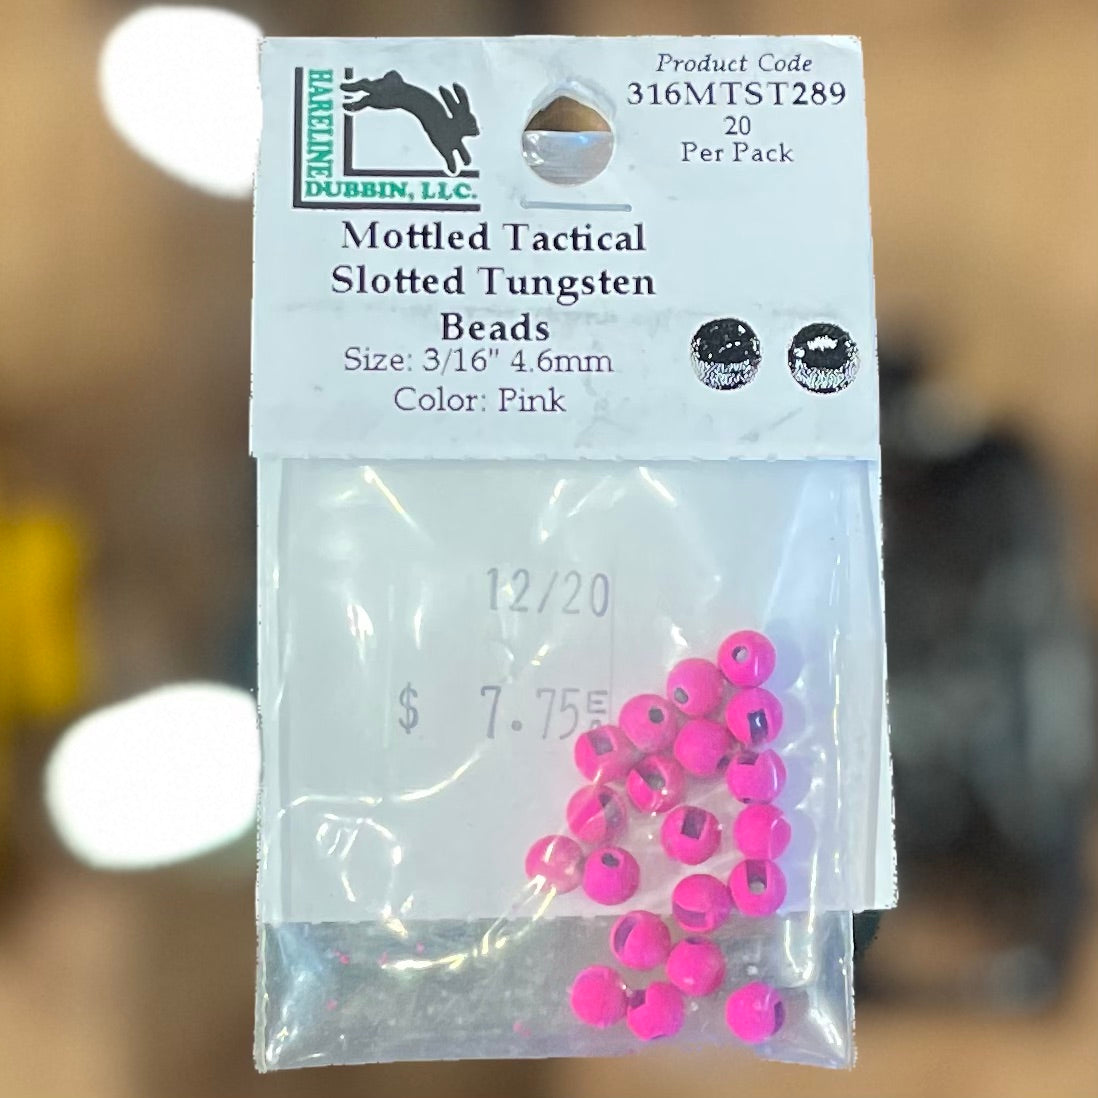 HARELINE
DUBBIN, LLC.
Product Code
316MTST289
20
Per Pack
Mottled Tactical
Slotted Tungsten
Beads
Size: 3/16" 4.6mm
Color: Pink
12/20
$ 7.75